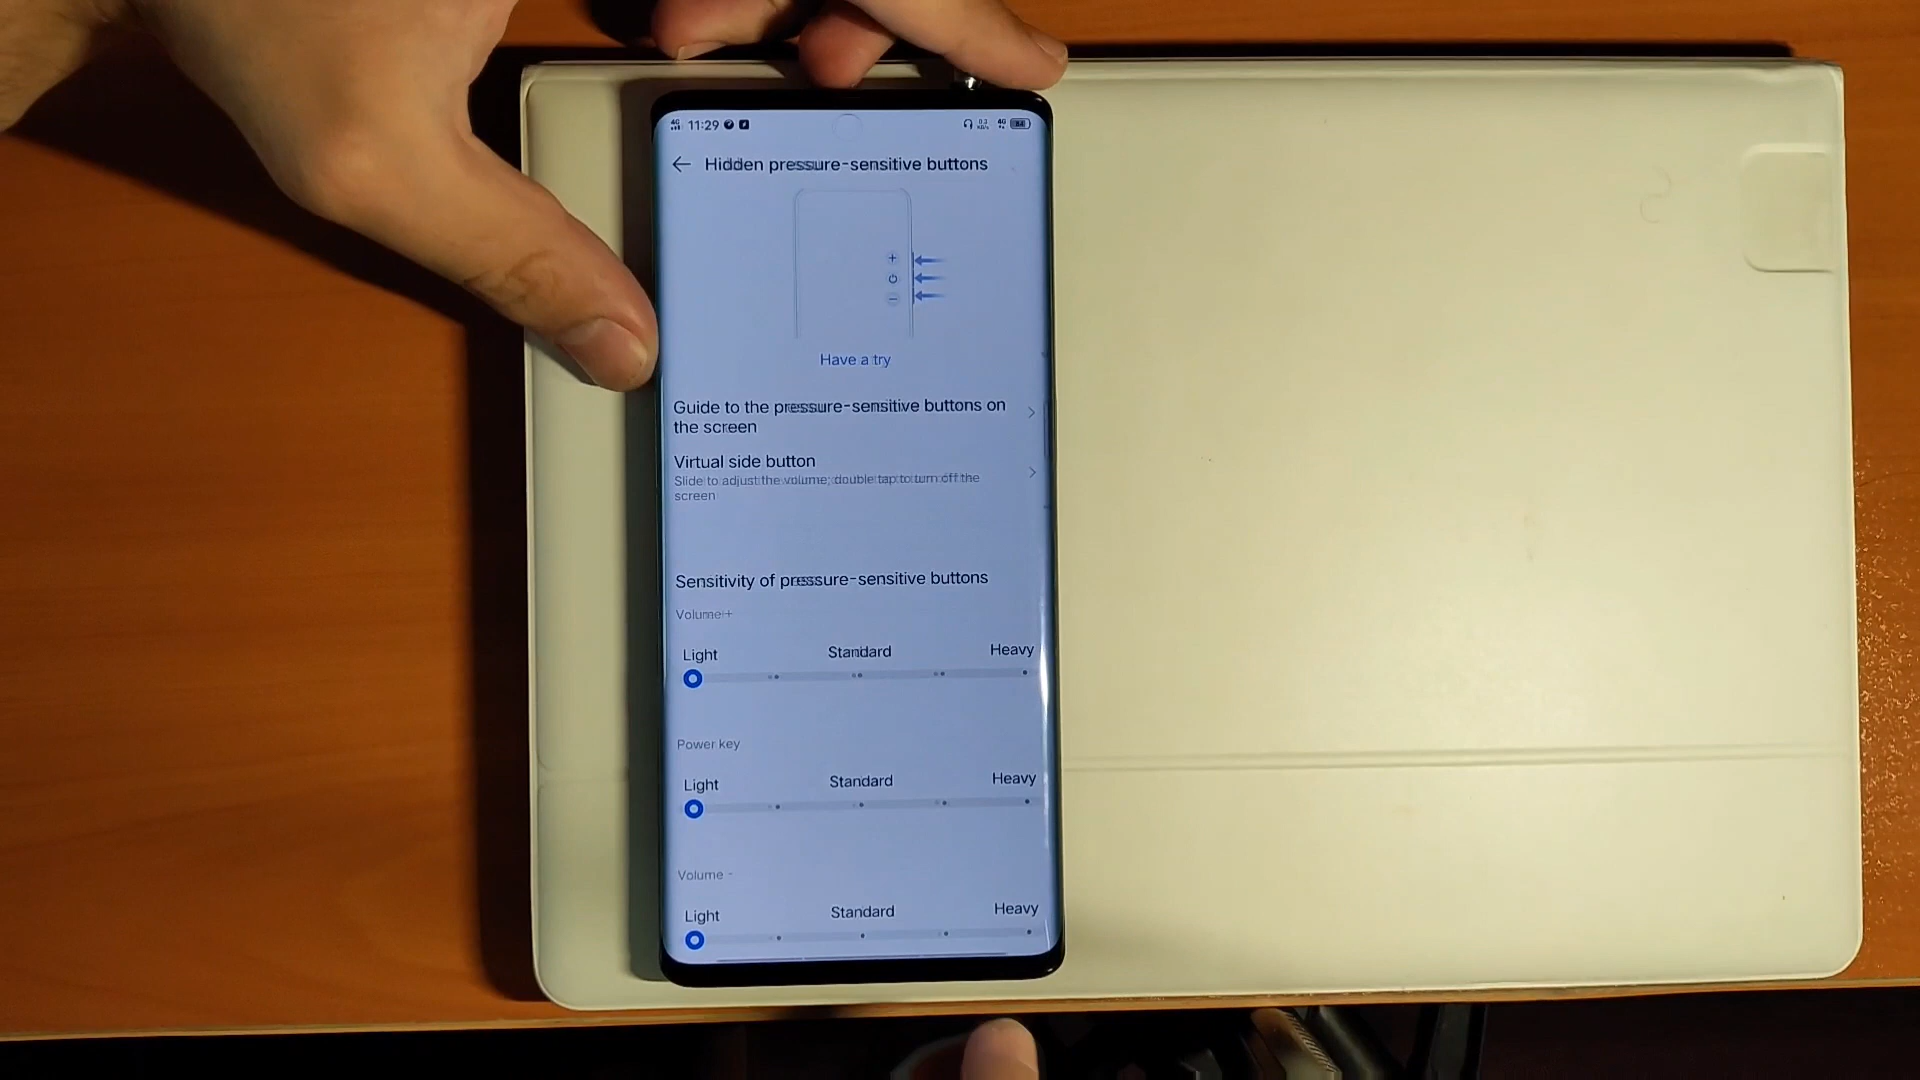 11:29
Hidden pressure-sensitive buttons
Have a try
Guide to the pressure-sensitive buttons on
the screen
Virtual side button
Slide to adjust the volume; double tap to turn off the
screen
Sensitivity of pressure-sensitive buttons
Volume +
Light Standard Heavy
Power key
Light Standard Heavy
Volume -
Light Standard Heavy